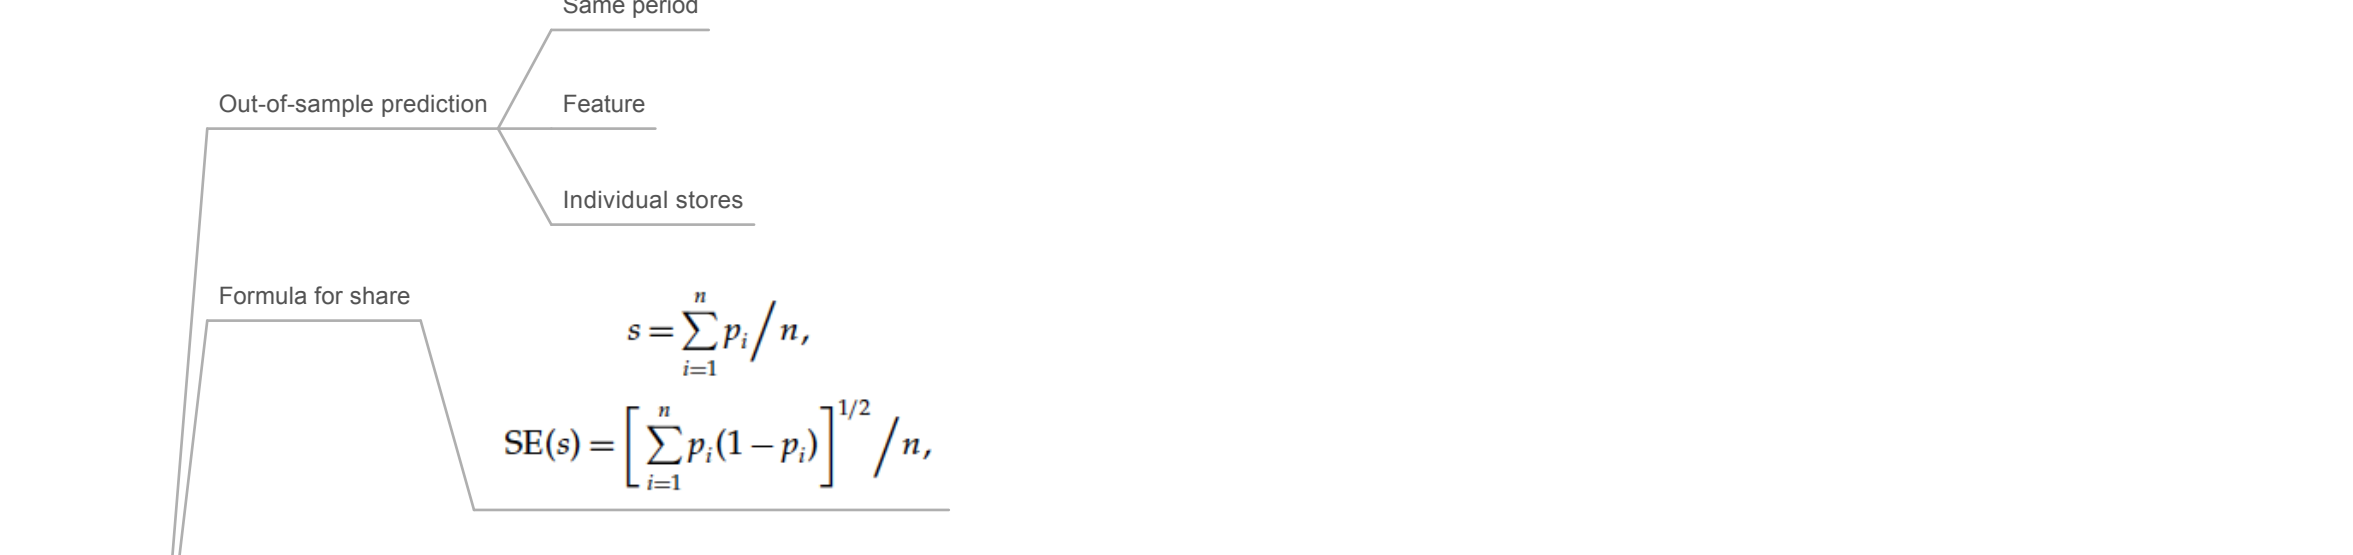 Same period
Out-of-sample prediction
Feature
Individual stores
Formula for share
s = ∑_{i=1}^{n} p_i / n,
SE(s) = [ ∑_{i=1}^{n} p_i(1 − p_i) ]^{1/2} / n,